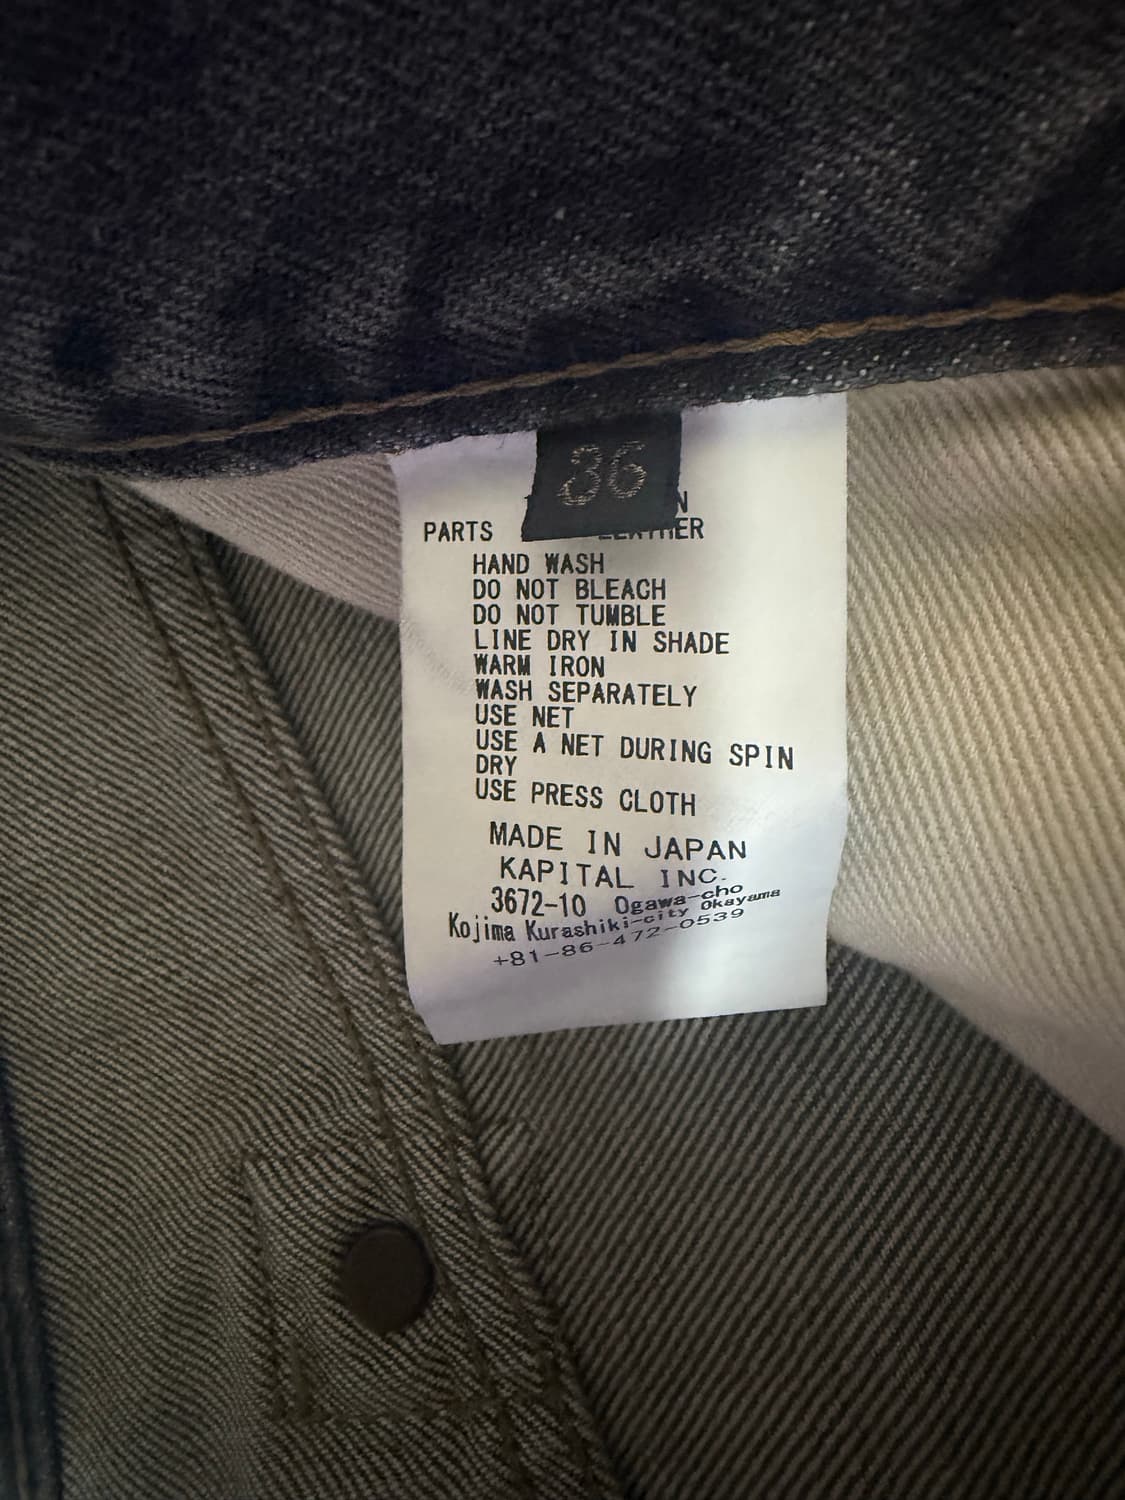 36
PARTS
HAND WASH
DO NOT BLEACH
DO NOT TUMBLE
LINE DRY IN SHADE
WARM IRON
WASH SEPARATELY
USE NET
USE A NET DURING SPIN
DRY
USE PRESS CLOTH
MADE IN JAPAN
KAPITAL INC.
3672-10 Ogawa-cho
Kojima Kurashiki-city Okayama
+81-86-472-0539